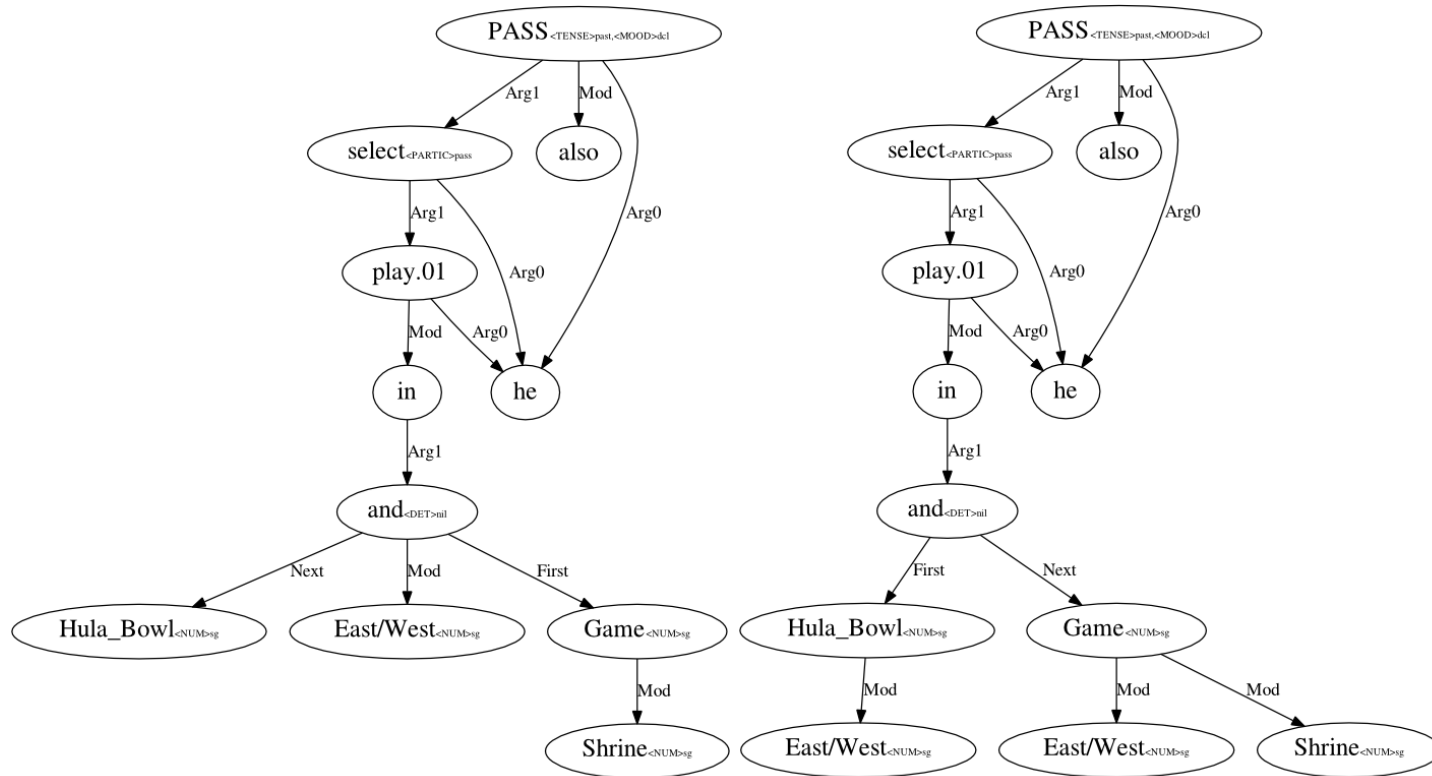 PASS<TENSE>past,<MOOD>dcl PASS<TENSE>past,<MOOD>dcl
Arg1 Mod Arg1 Mod
select<PARTIC>pass also select<PARTIC>pass also
Arg1 Arg0 Arg1 Arg0
play.01 Arg0 play.01 Arg0
Mod Arg0 Mod Arg0
in he in he
Arg1 Arg1
and<DET>nil and<DET>nil
Next Mod First First Next
Hula_Bowl<NUM>sg East/West<NUM>sg Game<NUM>sg Hula_Bowl<NUM>sg Game<NUM>sg
Mod Mod Mod Mod
Shrine<NUM>sg East/West<NUM>sg East/West<NUM>sg Shrine<NUM>sg